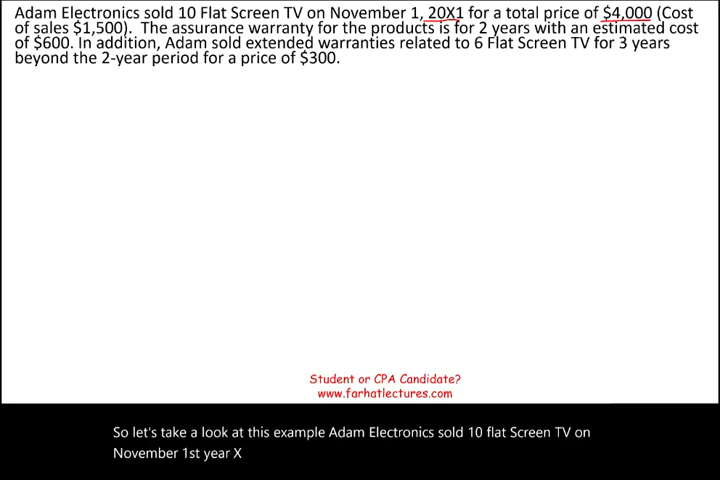 Adam Electronics sold 10 Flat Screen TV on November 1, 20X1 for a total price of $4,000 (Cost
of sales $1,500).  The assurance warranty for the products is for 2 years with an estimated cost
of $600. In addition, Adam sold extended warranties related to 6 Flat Screen TV for 3 years
beyond the 2-year period for a price of $300.
Student or CPA Candidate?
www.farhatlectures.com
So let's take a look at this example Adam Electronics sold 10 flat Screen TV on
November 1st year X